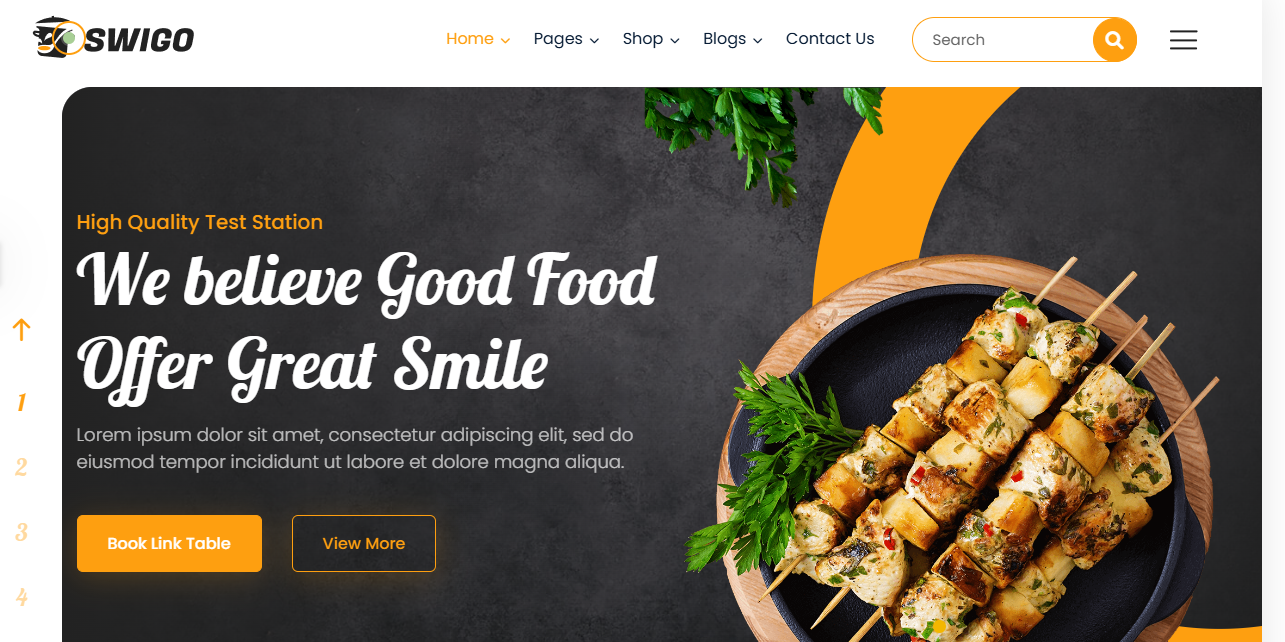 SWIGO
Home Pages Shop Blogs Contact Us Search
High Quality Test Station
We believe Good Food
Offer Great Smile
Lorem ipsum dolor sit amet, consectetur adipiscing elit, sed do
eiusmod tempor incididunt ut labore et dolore magna aliqua.
Book Link Table View More
1
2
3
4